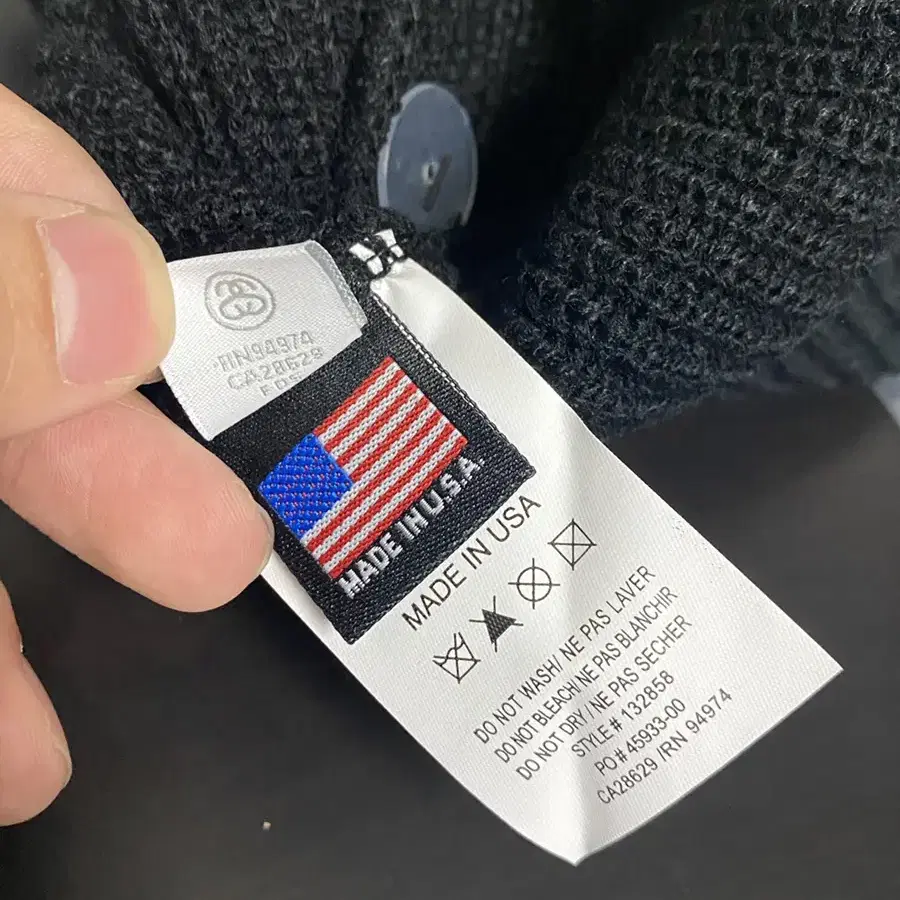 RN94974
CA28629
MADE IN U.S.A
MADE IN USA
DO NOT WASH/ NE PAS LAVER
DO NOT BLEACH/ NE PAS BLANCHIR
DO NOT DRY / NE PAS SECHER
STYLE # 132858
PO # 45933-00
CA28629 /RN 94974